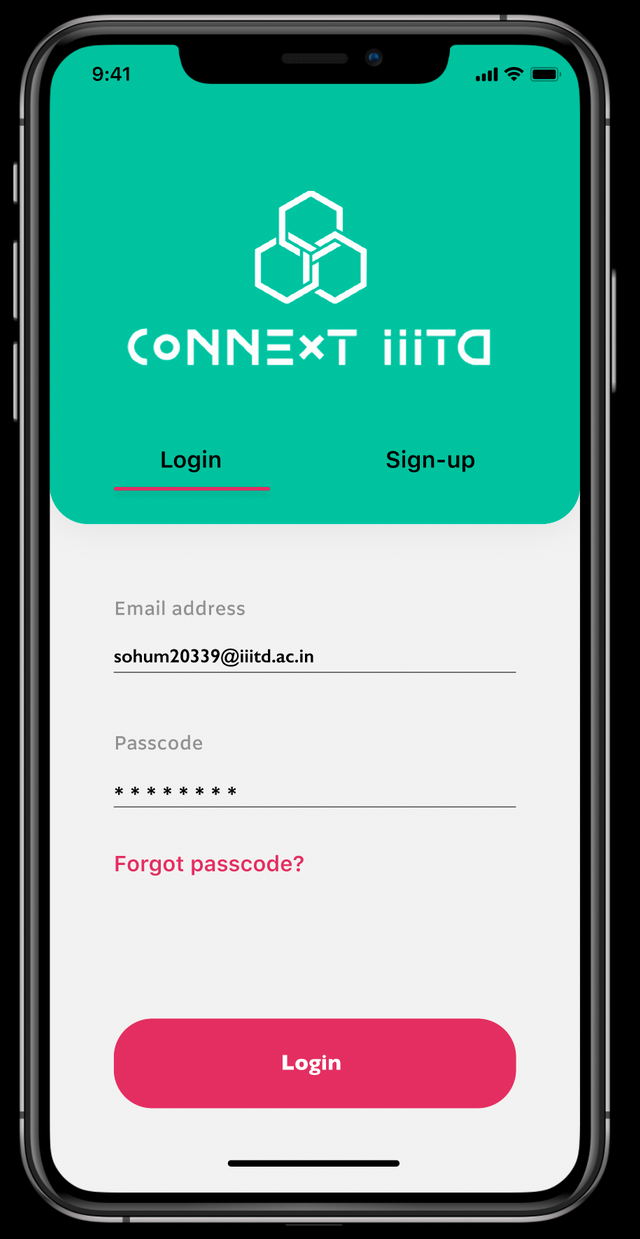 9:41
CoNNExT iiiTD
Login Sign-up
Email address
sohum20339@iiitd.ac.in
Passcode
* * * * * * * *
Forgot passcode?
Login